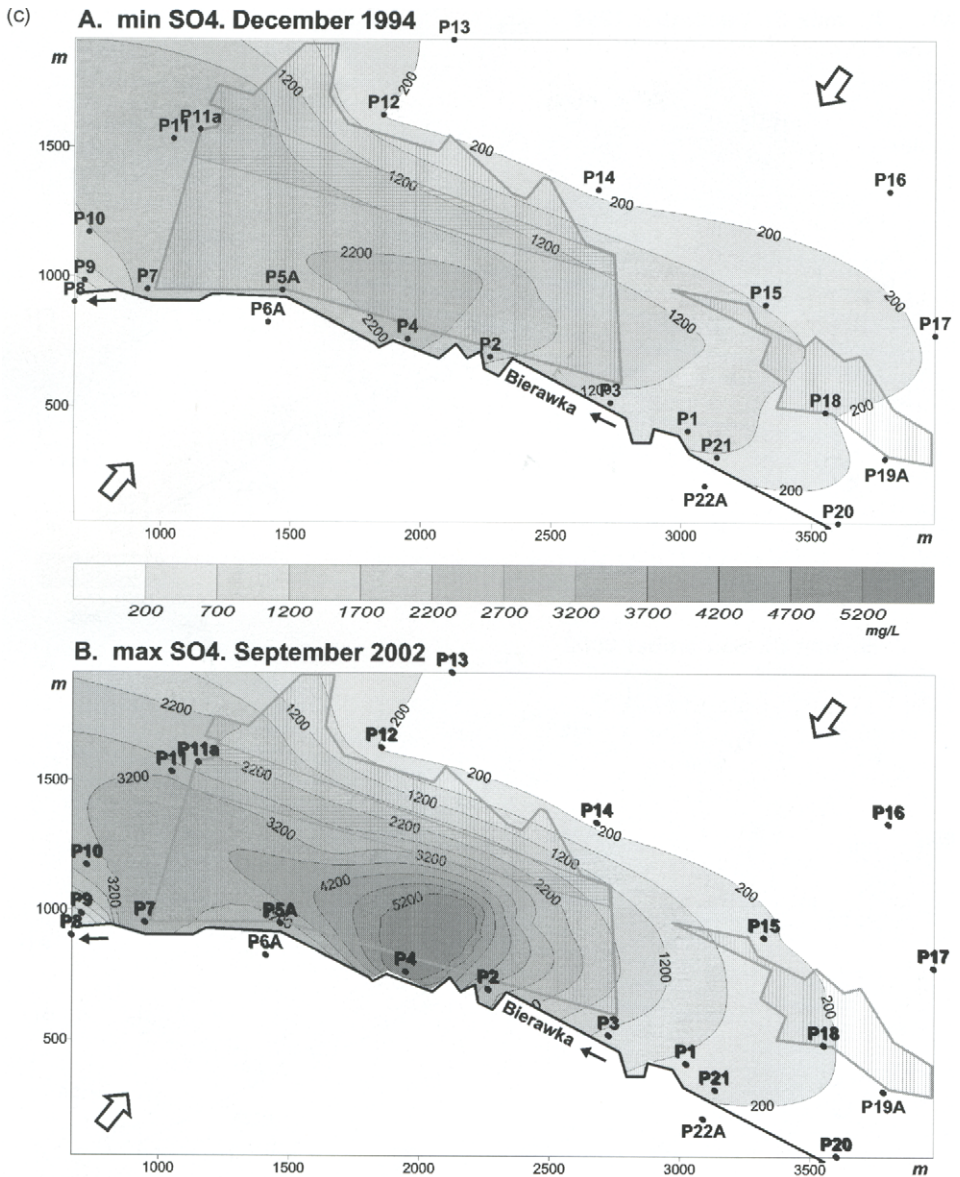 (c)
A. min SO4. December 1994
P13
m
200
1200
P12
P11a
P11
1500
200
1200
P14
P16
200
P10
200
1200
2200
1000
P9
P7
P5A
P15
200
P8
P6A
2200
P4
1200
P17
P2
Bierawka
1200
P3
500
P18
200
P1
P21
P22A
200
P19A
P20
1000
1500
2000
2500
3000
3500
m
200 700 1200 1700 2200 2700 3200 3700 4200 4700 5200
mg/L
B. max SO4. September 2002
P13
m
2200
1200
200
P12
P11a
P11
2200
200
1500
3200
1200
P14
P16
200
2200
3200
1200
P10
3200
4200
2200
200
3200
5200
1000
P9
P7
P5A
P15
P8
P6A
P4
1200
P17
P2
200
Bierawka
P3
500
P18
P1
P21
200
P22A
P19A
P20
1000
1500
2000
2500
3000
3500
m